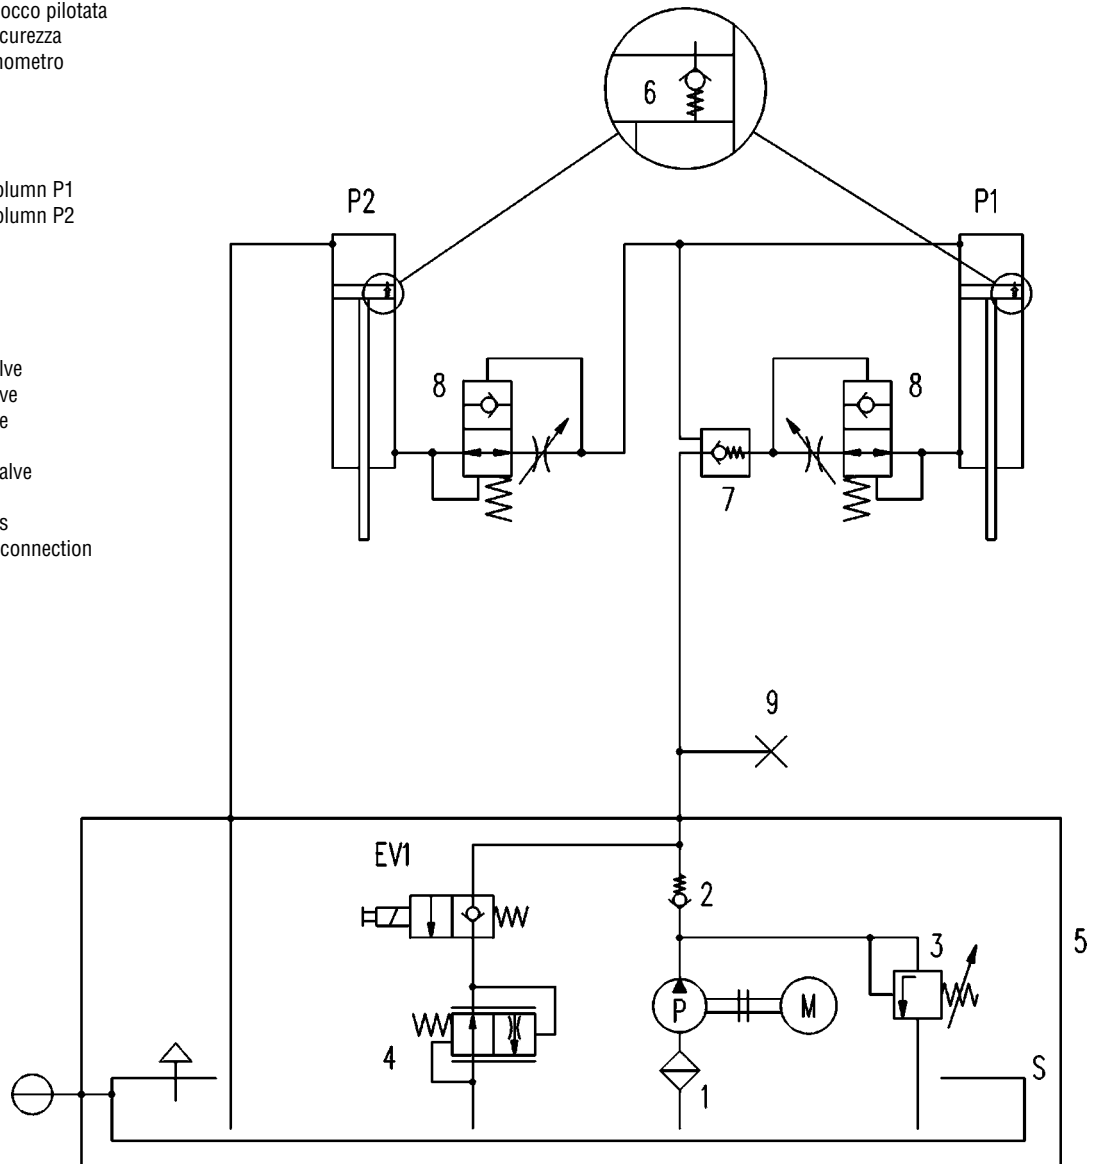 occo pilotata
curezza
nometro
olumn P1
olumn P2
lve
ve
e
alve
s
connection
6
P2
P1
8
8
7
9
EV1
2
3
5
P
M
4
1
S